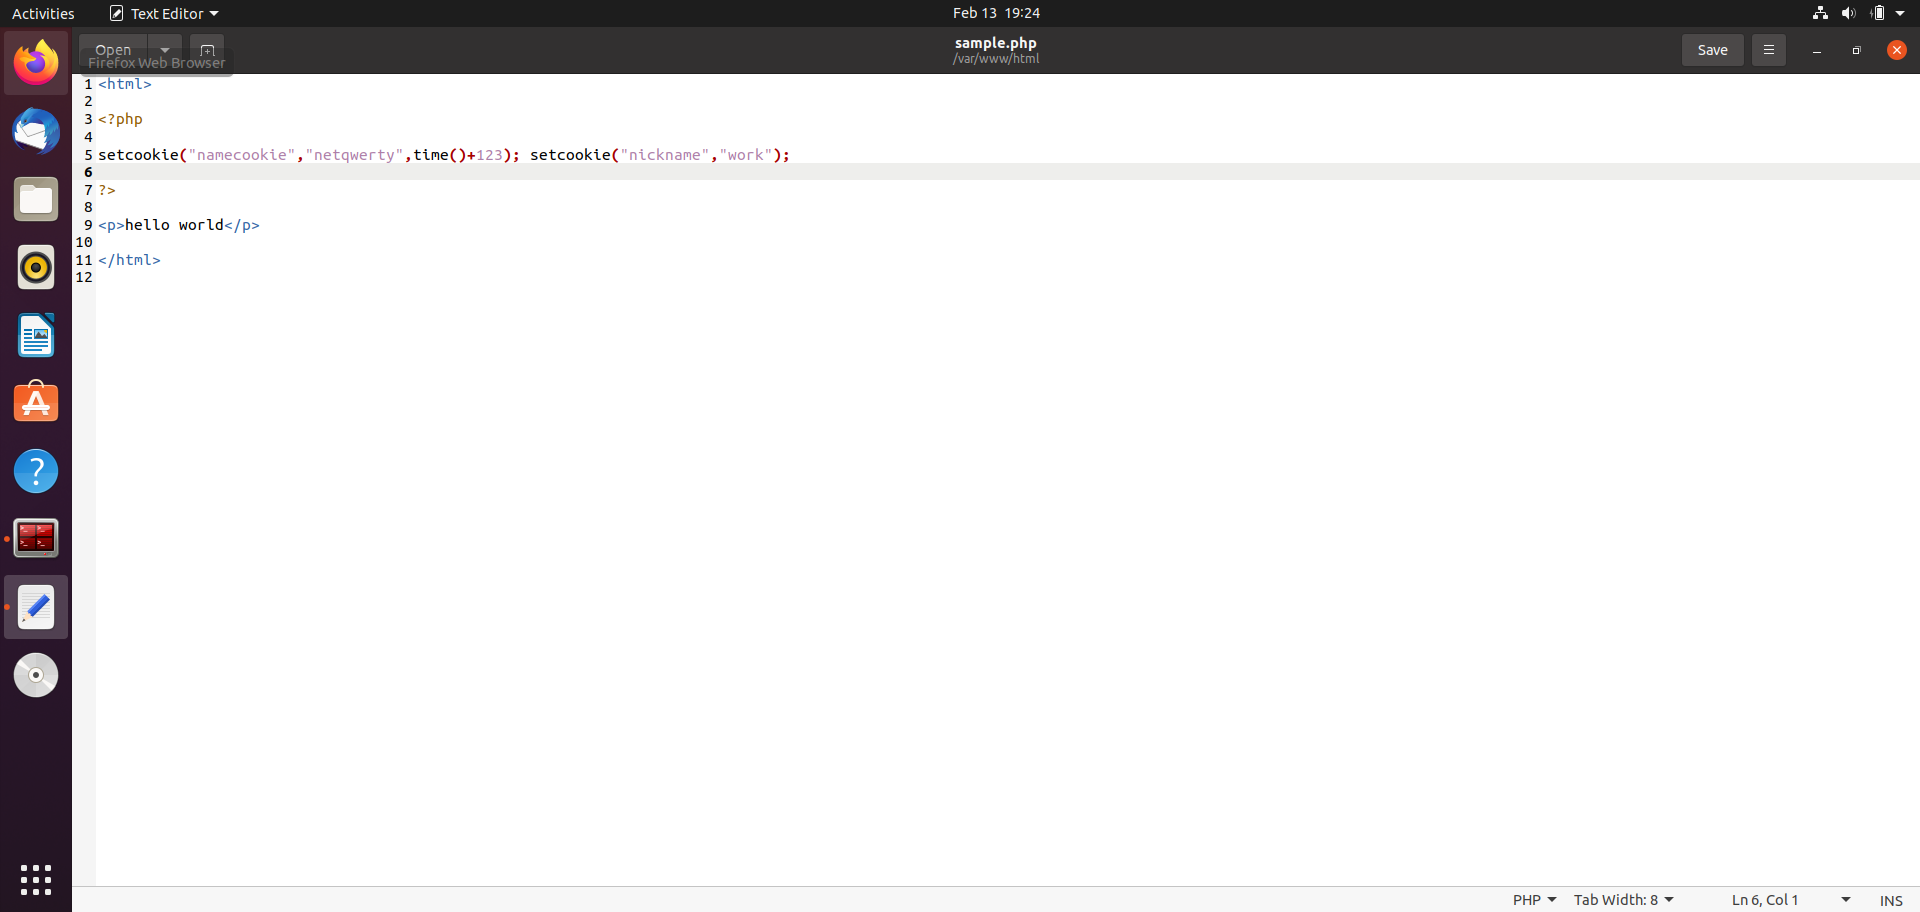 Activities Text Editor Feb 13 19:24
Open sample.php Save
Firefox Web Browser /var/www/html
1 <html>
2
3 <?php
4
5 setcookie("namecookie","netqwerty",time()+123); setcookie("nickname","work");
6
7 ?>
8
9 <p>hello world</p>
10
11 </html>
12
PHP Tab Width: 8 Ln 6, Col 1 INS